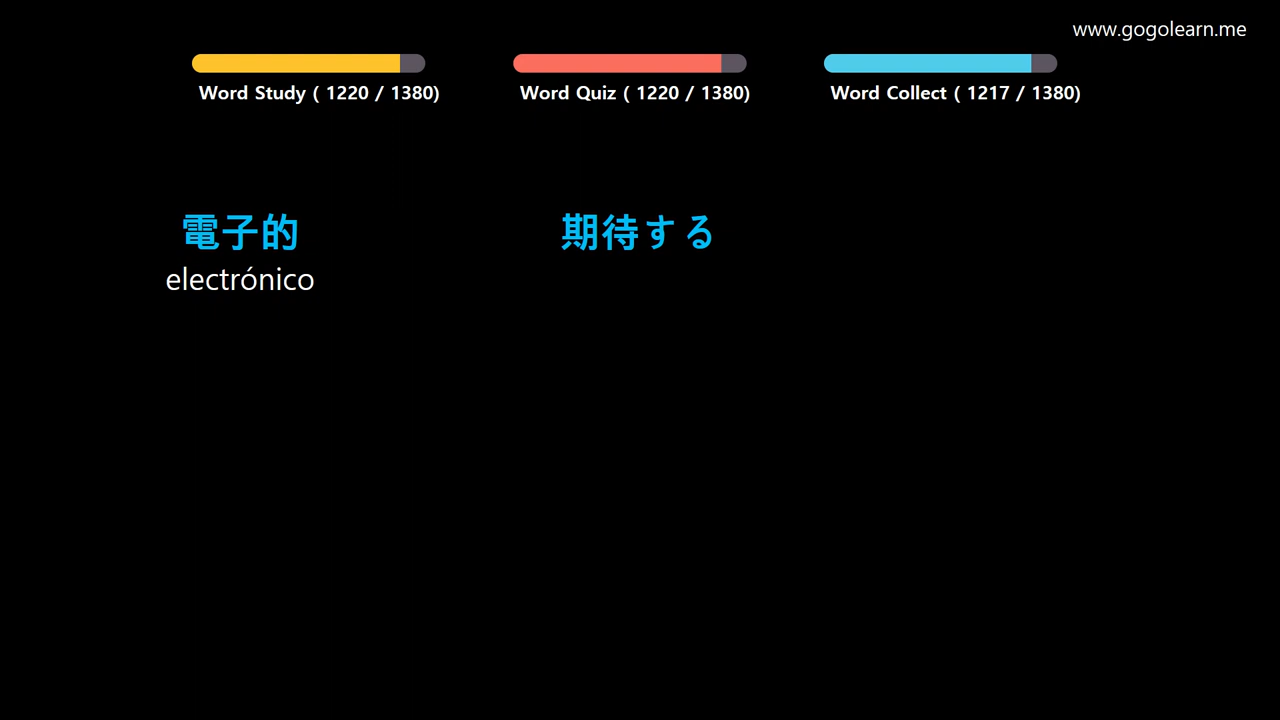 www.gogolearn.me
Word Study ( 1220 / 1380)
Word Quiz ( 1220 / 1380)
Word Collect ( 1217 / 1380)
電子的
期待する
electrónico